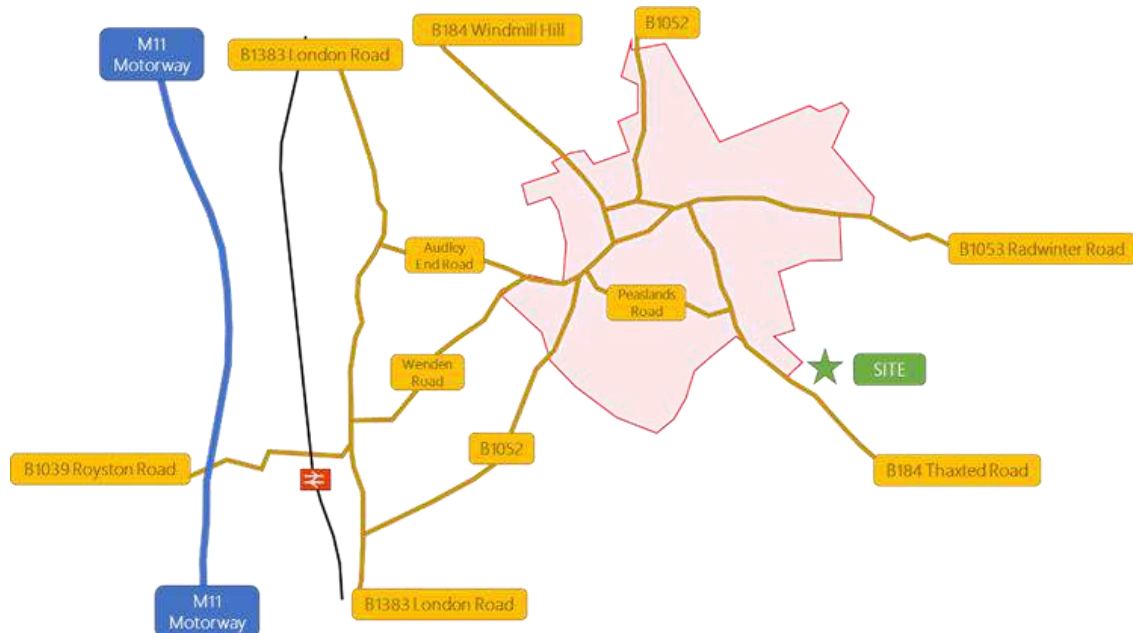 B184 Windmill Hill
B1052
M11
Motorway
B1383 London Road
Audley
End Road
B1053 Radwinter Road
Peaslands
Road
Wenden
Road
SITE
B1052
B1039 Royston Road
B184 Thaxted Road
M11
Motorway
B1383 London Road